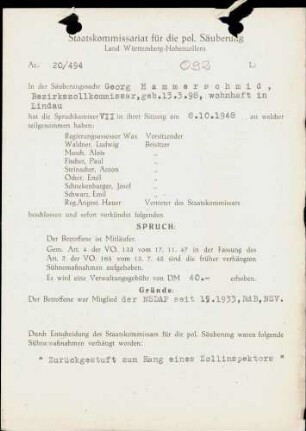 Staatskommissariat für die pol. Säuberung
Land Württemberg-Hohenzollern
Az: 20/494
093
L:
In der Säuberungssache Georg Hammerschmid,
Bezirkszollkommissar, geb.13.3.98, wohnhaft in
Lindau
hat die Spruchkammer VII in ihrer Sitzung am 8.10.1948 , an welcher
teilgenommen haben:
Regierungsassessor Wax Vorsitzender
Waldner, Ludwig Beisitzer
Munch, Alois "
Fischer, Paul "
Steinacher, Anton "
Oder, Emil "
Schnekenburger, Josef "
Schwarz, Emil "
Reg.Angest. Hauer Vertreter des Staatskommissars
beschlossen und sofort verkündet folgenden
SPRUCH:
Der Betroffene ist Mitläufer.
Gem. Art. 4 der VO. 133 vom 17. 11. 47 in der Fassung des
Art. 2 der VO. 165 vom 13. 7. 48 sind die früher verhängten
Sühnemaßnahmen aufgehoben.
Es wird eine Verwaltungsgebühr von DM 40.- erhoben.
Gründe
Der Betroffene war Mitglied der NSDAP seit 1933, RdB, NSV.
Durch Entscheidung des Staatskommissars für die pol. Säuberung waren folgende
Sühnemaßnahmen verhängt worden:
" Zurückgestuft zum Rang eines Zollinspektors "